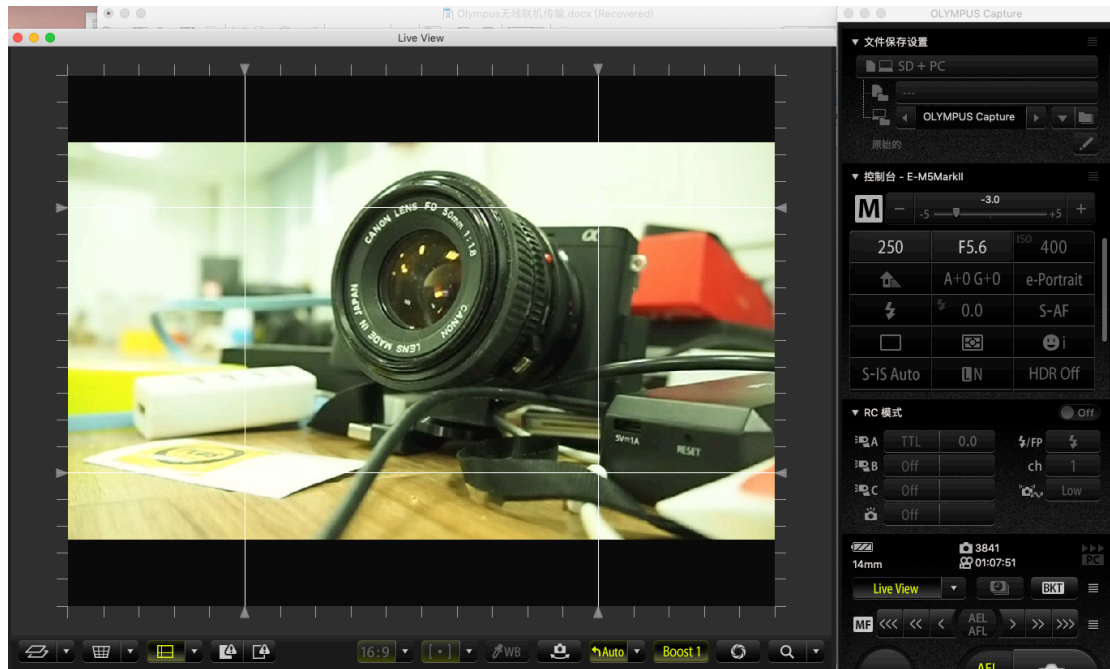 Olympus无线联机传输.docx (Recovered)
Live View
CANON LENS FD 50mm 1:1.8
CANON LENS MADE IN JAPAN
α
5V⎓1A
RESET
16:9
WB
Auto
Boost 1
OLYMPUS Capture
文件保存设置
SD + PC
---
OLYMPUS Capture
原始的
控制台 - E-M5MarkII
M
-3.0
-5 +5
250 F5.6 ISO 400
A+0 G+0 e-Portrait
0.0 S-AF
i
S-IS Auto LN HDR Off
RC 模式 Off
A TTL 0.0 /FP
B Off ch 1
C Off Low
Off
3841
14mm 01:07:51 PC
Live View BKT
MF <<< << < AEL AFL > >> >>>
AEL